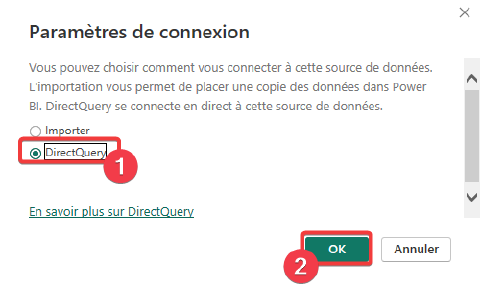 Paramètres de connexion
Vous pouvez choisir comment vous connecter à cette source de données.
L'importation vous permet de placer une copie des données dans Power
BI. DirectQuery se connecte en direct à cette source de données.
Importer
DirectQuery
1
En savoir plus sur DirectQuery
OK
Annuler
2